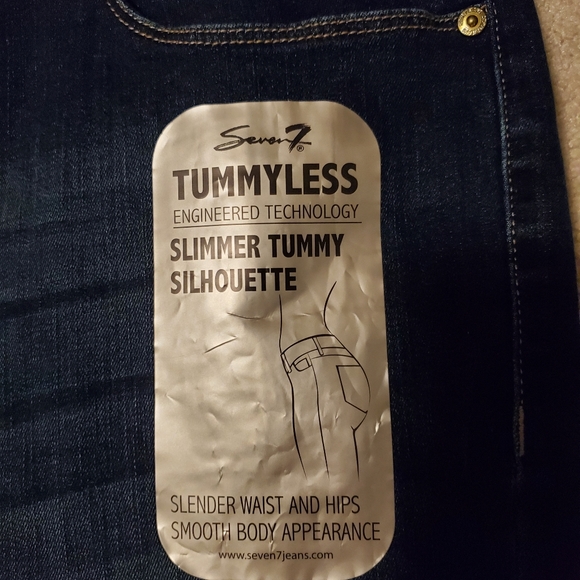 Seven7®
TUMMYLESS
ENGINEERED TECHNOLOGY
SLIMMER TUMMY
SILHOUETTE
SLENDER WAIST AND HIPS
SMOOTH BODY APPEARANCE
www.seven7jeans.com